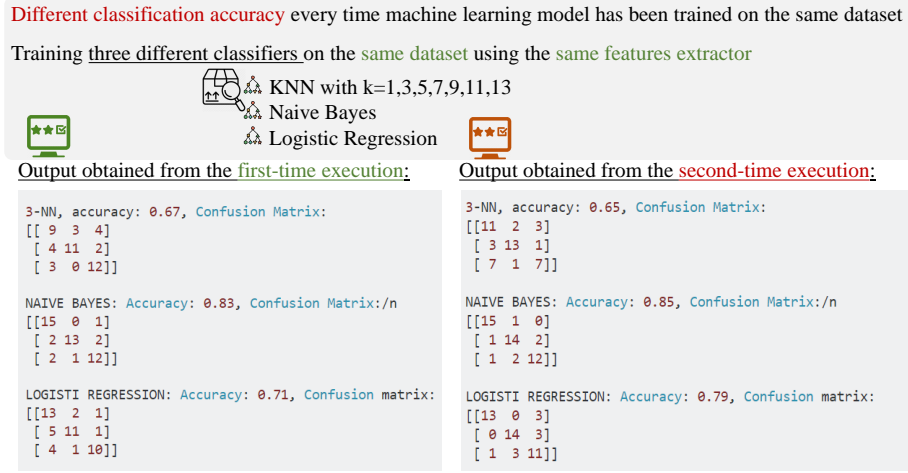 Different classification accuracy every time machine learning model has been trained on the same dataset
Training three different classifiers on the same dataset using the same features extractor
KNN with k=1,3,5,7,9,11,13
Naive Bayes
Logistic Regression
Output obtained from the first-time execution:
3-NN, accuracy: 0.67, Confusion Matrix:
[[ 9 3 4]
[ 4 11 2]
[ 3 0 12]]
NAIVE BAYES: Accuracy: 0.83, Confusion Matrix:/n
[[15 0 1]
[ 2 13 2]
[ 2 1 12]]
LOGISTI REGRESSION: Accuracy: 0.71, Confusion matrix:
[[13 2 1]
[ 5 11 1]
[ 4 1 10]]
Output obtained from the second-time execution:
3-NN, accuracy: 0.65, Confusion Matrix:
[[11 2 3]
[ 3 13 1]
[ 7 1 7]]
NAIVE BAYES: Accuracy: 0.85, Confusion Matrix:/n
[[15 1 0]
[ 1 14 2]
[ 1 2 12]]
LOGISTI REGRESSION: Accuracy: 0.79, Confusion matrix:
[[13 0 3]
[ 0 14 3]
[ 1 3 11]]